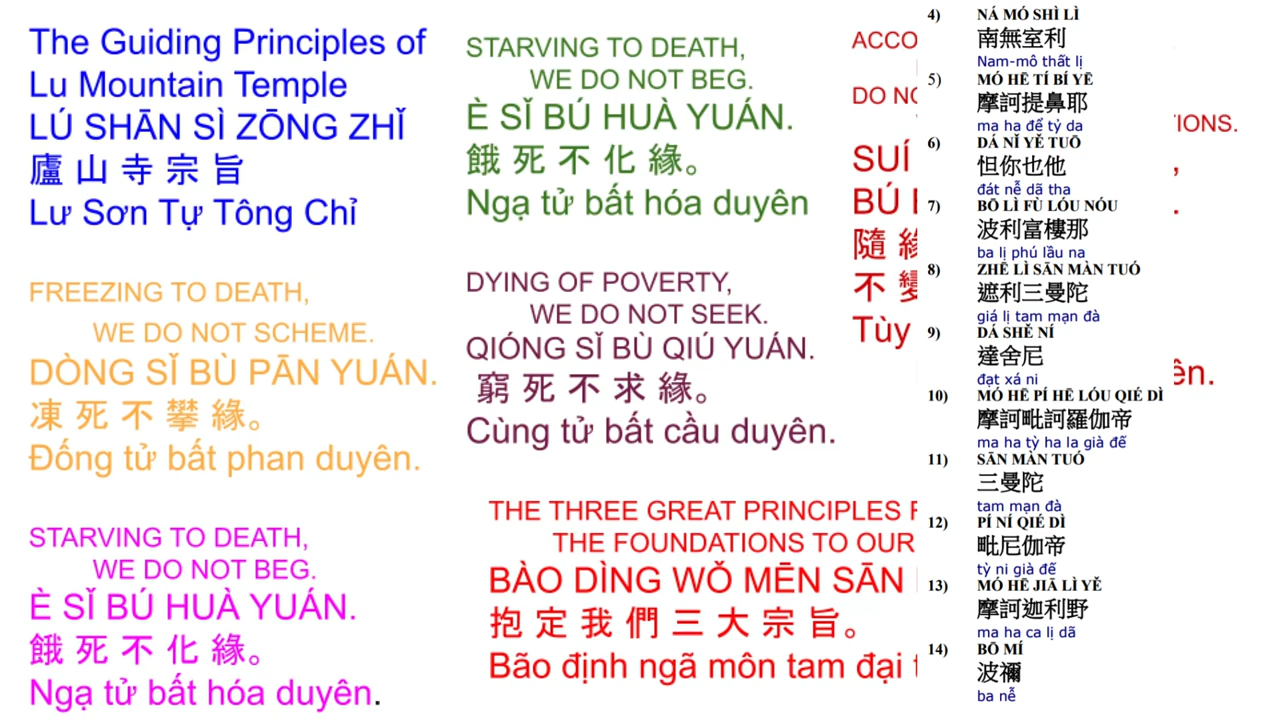 The Guiding Principles of
Lu Mountain Temple
LÚ SHĀN SÌ ZŌNG ZHǏ
廬 山 寺 宗 旨
Lư Sơn Tự Tông Chỉ
FREEZING TO DEATH,
WE DO NOT SCHEME.
DÒNG SǏ BÙ PĀN YUÁN.
凍 死 不 攀 緣。
Đống tử bất phan duyên.
STARVING TO DEATH,
WE DO NOT BEG.
È SǏ BÚ HUÀ YUÁN.
餓 死 不 化 緣。
Ngạ tử bất hóa duyên.
STARVING TO DEATH,
WE DO NOT BEG.
È SǏ BÚ HUÀ YUÁN.
餓 死 不 化 緣。
Ngạ tử bất hóa duyên
DYING OF POVERTY,
WE DO NOT SEEK.
QIÓNG SǏ BÙ QIÚ YUÁN.
窮 死 不 求 緣。
Cùng tử bất cầu duyên.
THE THREE GREAT PRINCIPLES
THE FOUNDATIONS TO OUR
BÀO DÌNG WǑ MĒN SĀN
抱 定 我 們 三 大 宗 旨。
Bão định ngã môn tam đại
ACCO
DO NO
TIONS.
SUÍ ,
BÚ .
隨 緣
不 變
Tùy
ên.
4) NÁ MÓ SHÌ LÌ
南無室利
Nam-mô thất lị
5) MÓ HĒ TÍ BÍ YĒ
摩訶提鼻耶
ma ha đề tỷ da
6) DÁ NǏ YĚ TUŌ
怛你也他
đát nễ dã tha
7) BŌ LÌ FÙ LÓU NÓU
波利富樓那
ba lị phú lầu na
8) ZHĒ LÌ SĀN MÀN TUÓ
遮利三曼陀
giá lị tam mạn đà
9) DÁ SHĚ NÍ
達舍尼
đạt xá ni
10) MÓ HĒ PÍ HĒ LÓU QIÉ DÌ
摩訶毗訶羅伽帝
ma ha tỳ ha la già đế
11) SĀN MÀN TUÓ
三曼陀
tam mạn đà
12) PÍ NÍ QIÉ DÌ
毗尼伽帝
tỳ ni già đế
13) MÓ HĒ JIĀ LÌ YĚ
摩訶迦利野
ma ha ca lị dã
14) BŌ MÍ
波禰
ba nễ